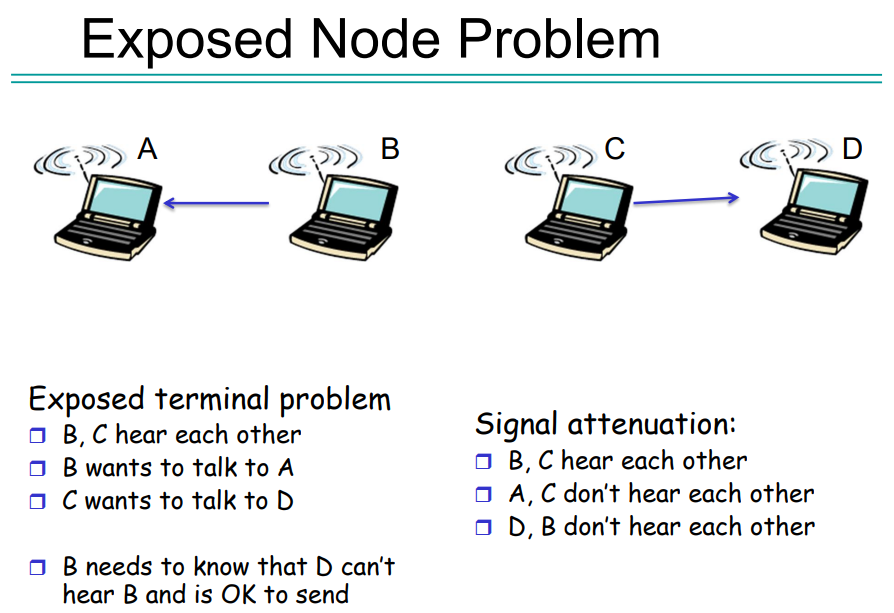 Exposed Node Problem
A
B
C
D
Exposed terminal problem
B, C hear each other
B wants to talk to A
C wants to talk to D
B needs to know that D can't
hear B and is OK to send
Signal attenuation:
B, C hear each other
A, C don't hear each other
D, B don't hear each other